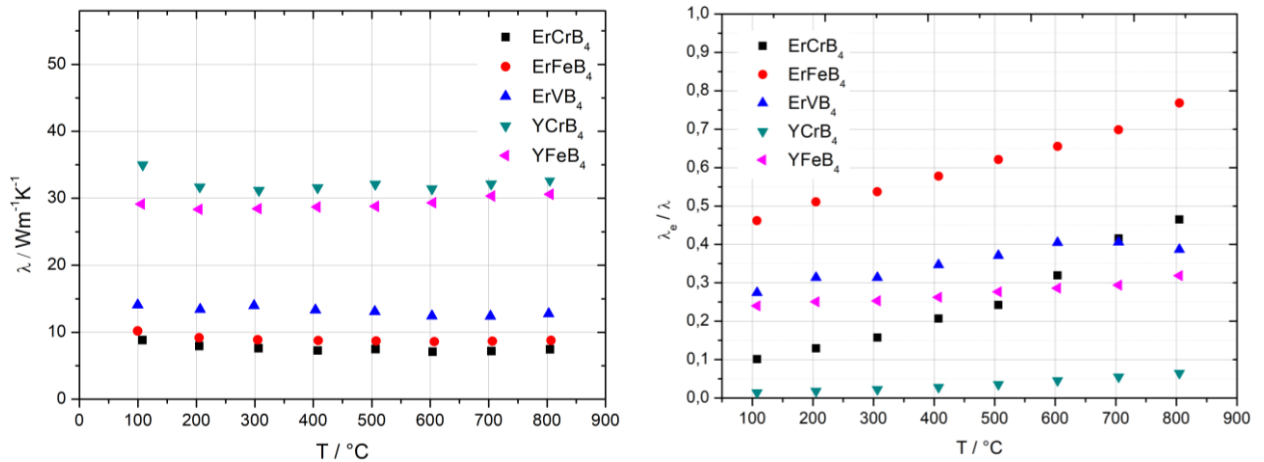 50
40
30
20
10
0
λ / Wm⁻¹K⁻¹
ErCrB₄
ErFeB₄
ErVB₄
YCrB₄
YFeB₄
0 100 200 300 400 500 600 700 800 900
T / °C
1,0
0,9
0,8
0,7
0,6
0,5
0,4
0,3
0,2
0,1
0,0
λₑ / λ
ErCrB₄
ErFeB₄
ErVB₄
YCrB₄
YFeB₄
100 200 300 400 500 600 700 800 900
T / °C